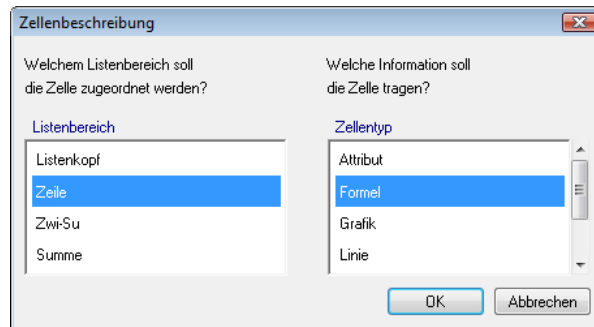 Zellenbeschreibung
Welchem Listenbereich soll
die Zelle zugeordnet werden?
Welche Information soll
die Zelle tragen?
Listenbereich
Listenkopf
Zeile
Zwi-Su
Summe
Zellentyp
Attribut
Formel
Grafik
Linie
OK
Abbrechen